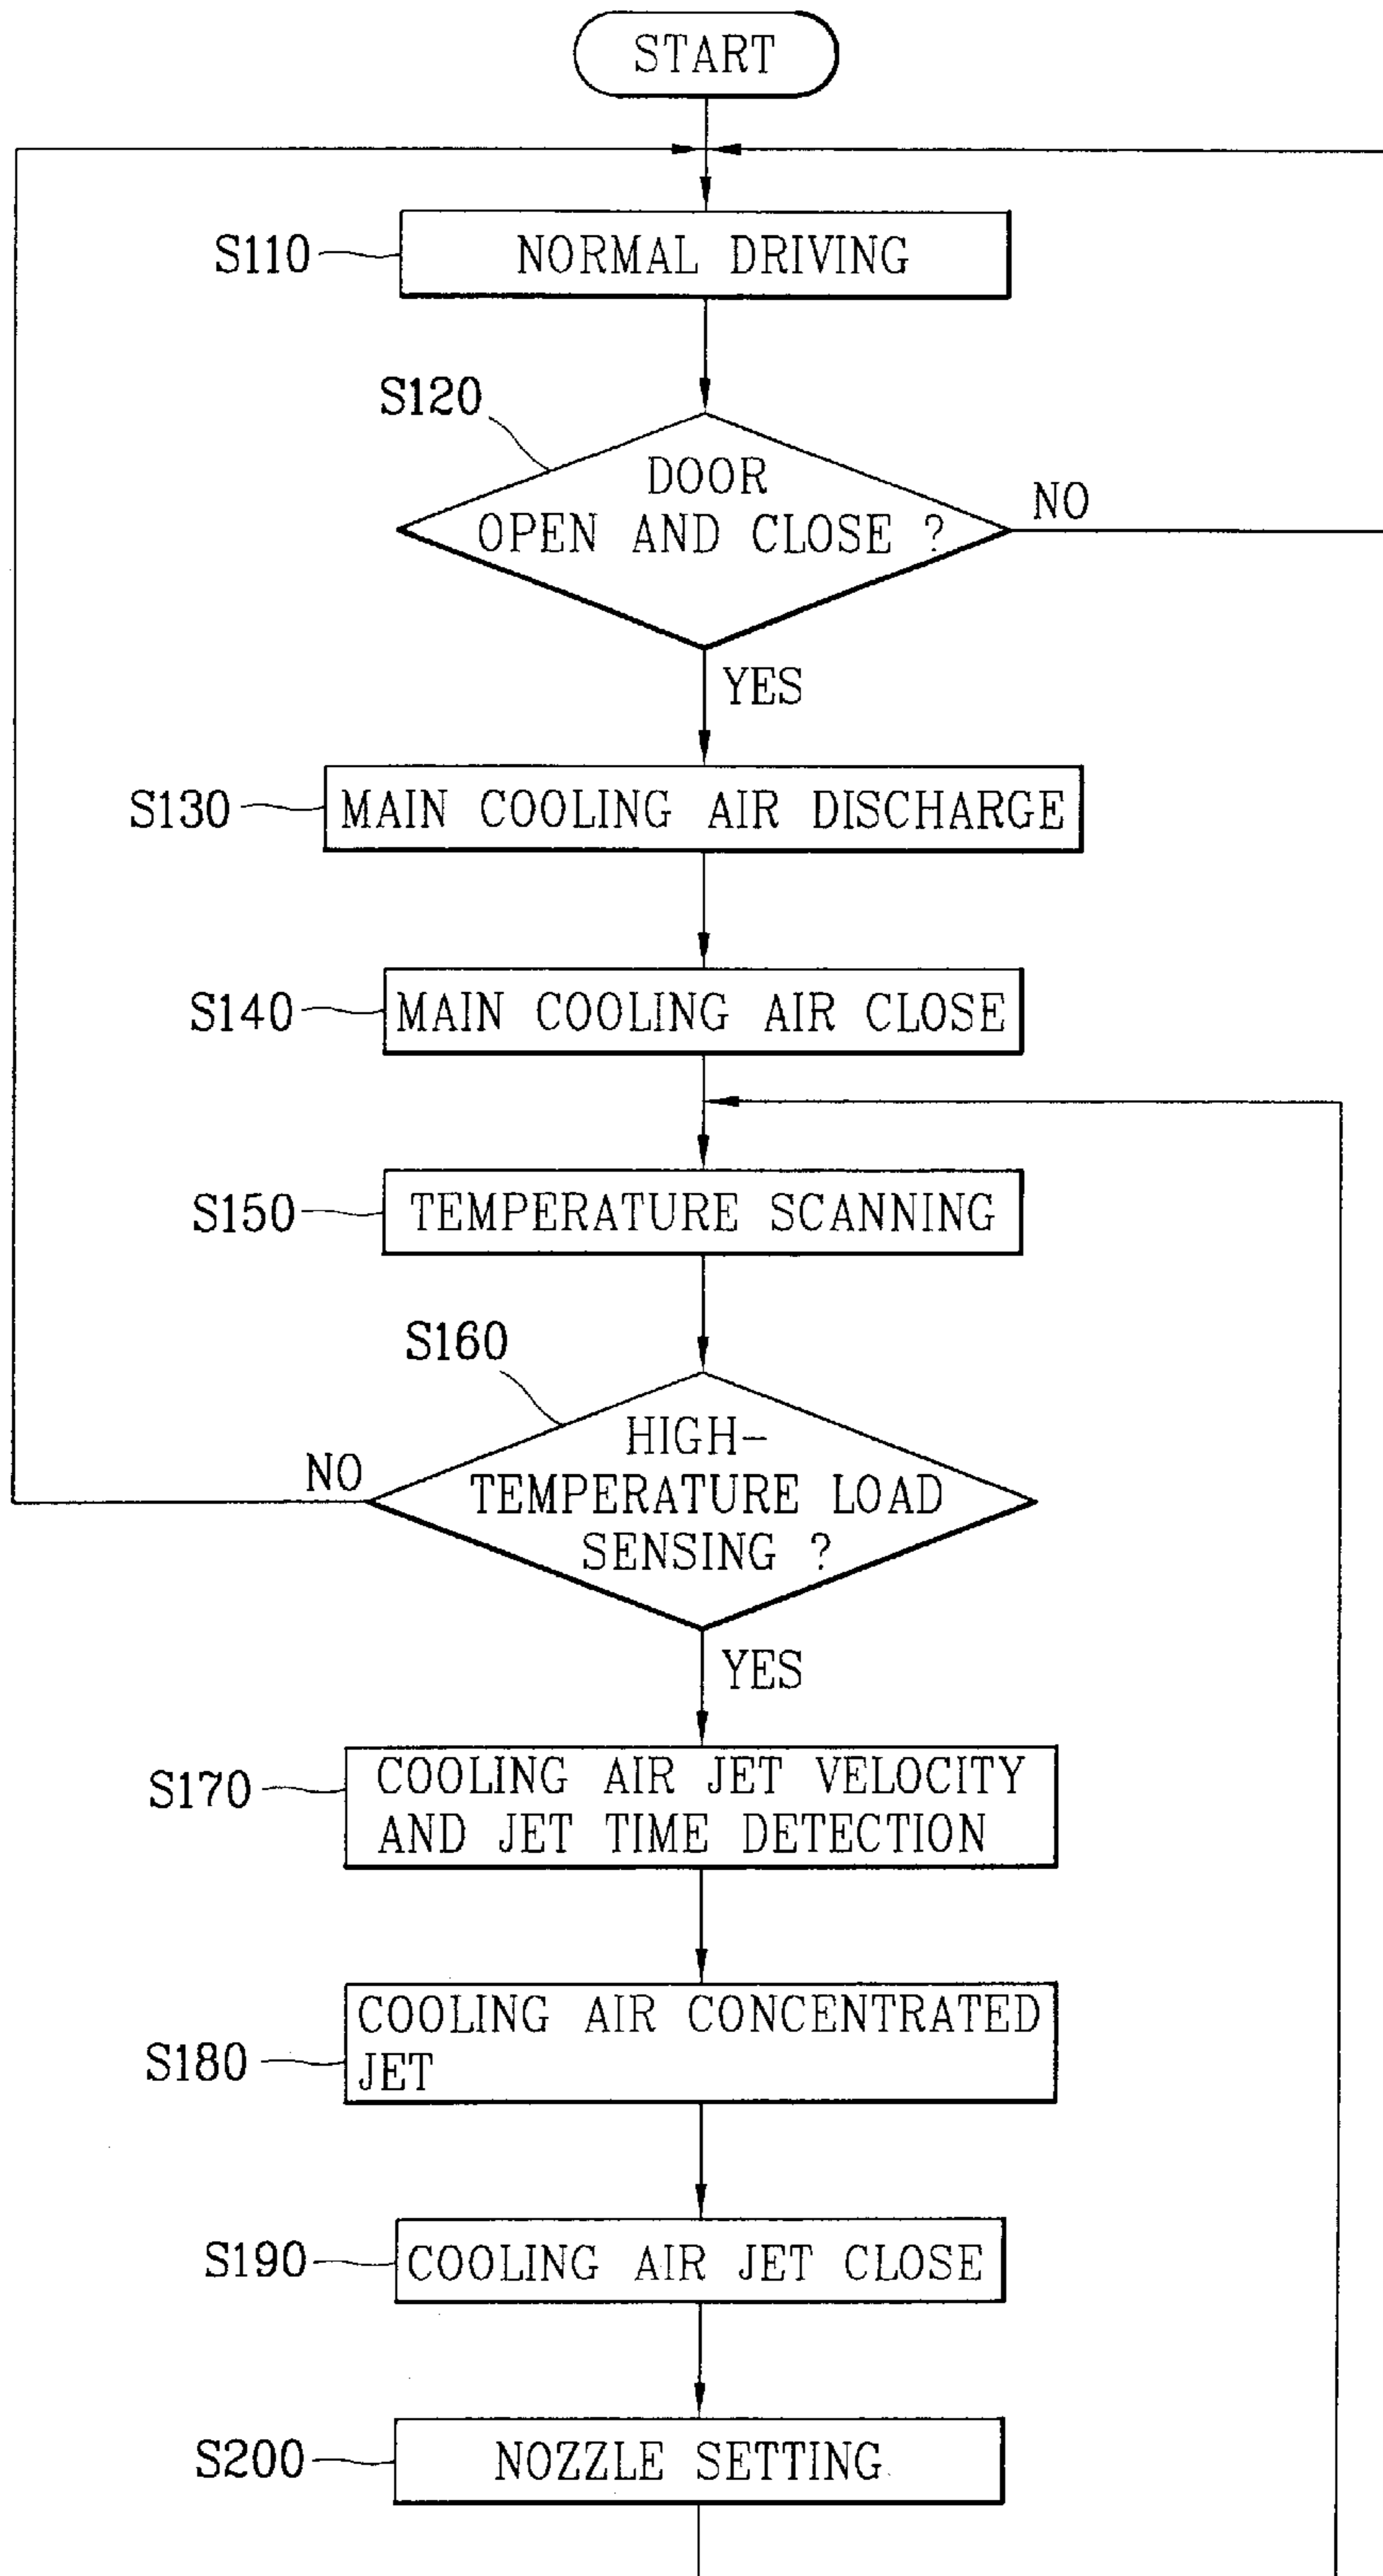 START
S110
NORMAL DRIVING
S120
DOOR
OPEN AND CLOSE ?
NO
YES
S130
MAIN COOLING AIR DISCHARGE
S140
MAIN COOLING AIR CLOSE
S150
TEMPERATURE SCANNING
S160
HIGH-
TEMPERATURE LOAD
SENSING ?
NO
YES
S170
COOLING AIR JET VELOCITY
AND JET TIME DETECTION
S180
COOLING AIR CONCENTRATED
JET
S190
COOLING AIR JET CLOSE
S200
NOZZLE SETTING